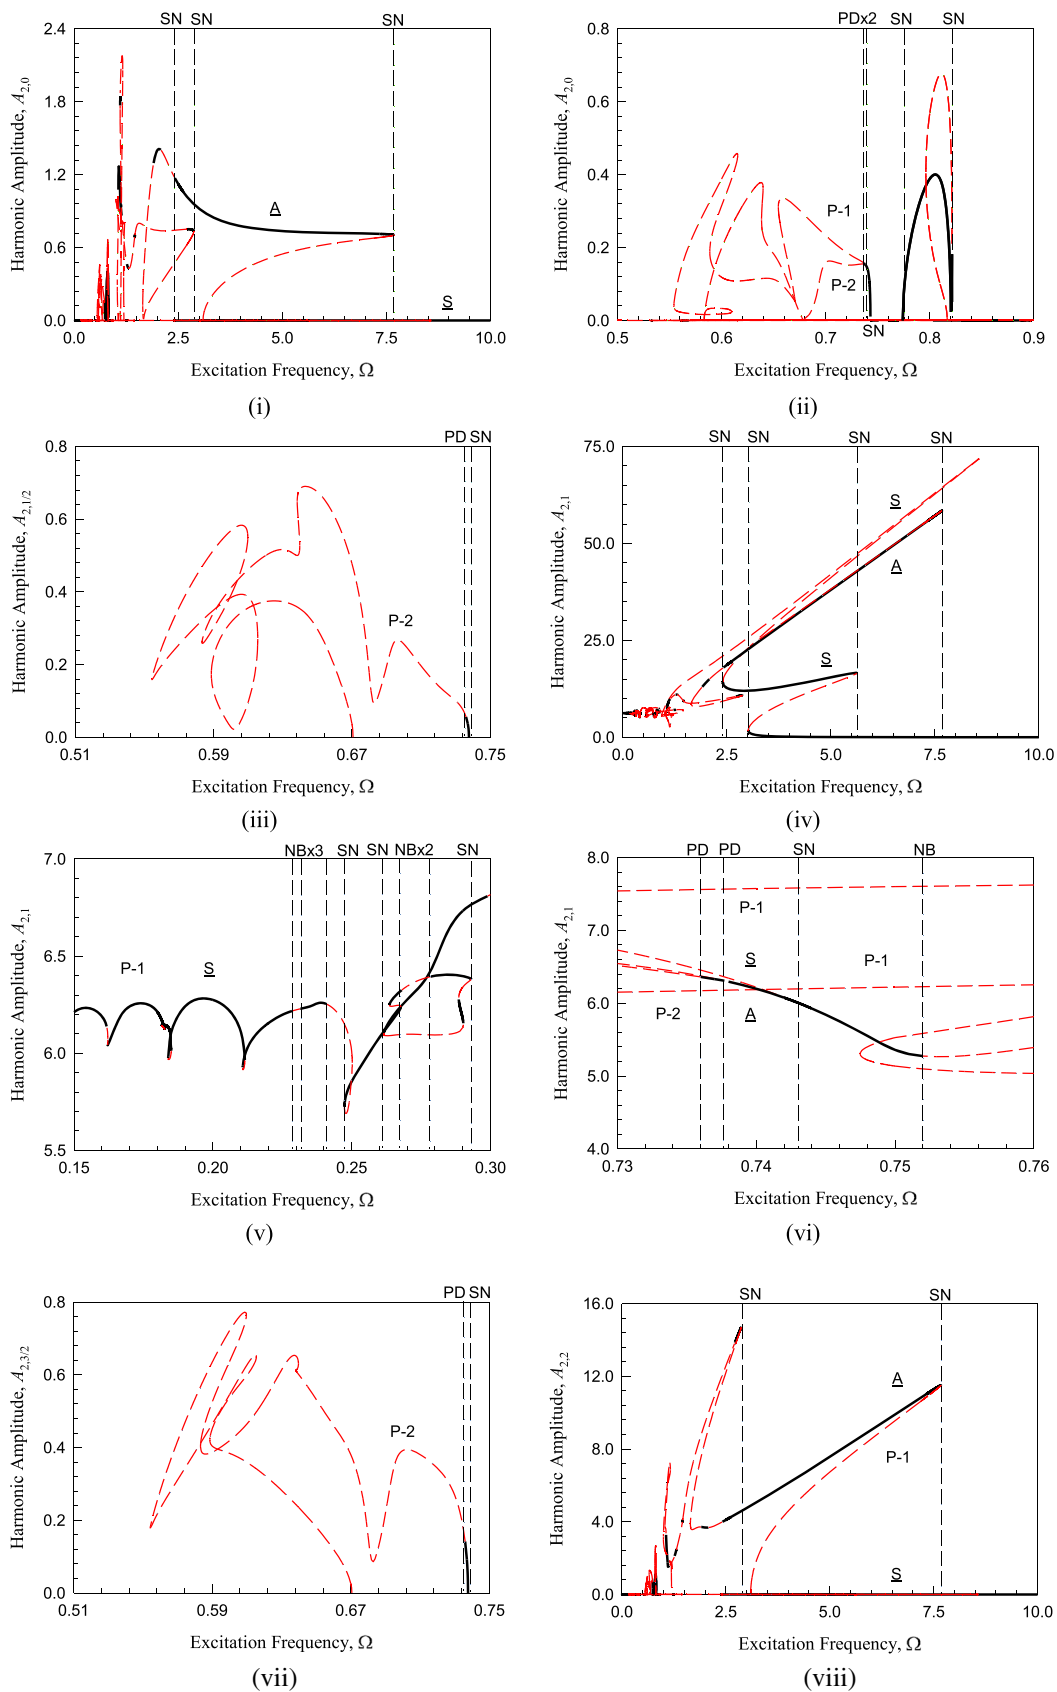 SN SN SN
2.4
1.8
1.2
0.6
0.0
Harmonic Amplitude, A2,0
A
S
0.0 2.5 5.0 7.5 10.0
Excitation Frequency, Ω
(i)
PDx2 SN SN
0.8
0.6
0.4
0.2
0.0
Harmonic Amplitude, A2,0
P-1
P-2
SN
0.5 0.6 0.7 0.8 0.9
Excitation Frequency, Ω
(ii)
PD SN
0.8
0.6
0.4
0.2
0.0
Harmonic Amplitude, A2,1/2
P-2
0.51 0.59 0.67 0.75
Excitation Frequency, Ω
(iii)
SN SN SN SN
75.0
50.0
25.0
0.0
Harmonic Amplitude, A2,1
S
A
S
0.0 2.5 5.0 7.5 10.0
Excitation Frequency, Ω
(iv)
NBx3 SN SN NBx2 SN
7.0
6.5
6.0
5.5
Harmonic Amplitude, A2,1
P-1 S
0.15 0.20 0.25 0.30
Excitation Frequency, Ω
(v)
PD PD SN NB
8.0
7.0
6.0
5.0
4.0
Harmonic Amplitude, A2,1
P-1
S P-1
P-2 A
0.73 0.74 0.75 0.76
Excitation Frequency, Ω
(vi)
PD SN
0.8
0.6
0.4
0.2
0.0
Harmonic Amplitude, A2,3/2
P-2
0.51 0.59 0.67 0.75
Excitation Frequency, Ω
(vii)
SN SN
16.0
12.0
8.0
4.0
0.0
Harmonic Amplitude, A2,2
A
P-1
S
0.0 2.5 5.0 7.5 10.0
Excitation Frequency, Ω
(viii)